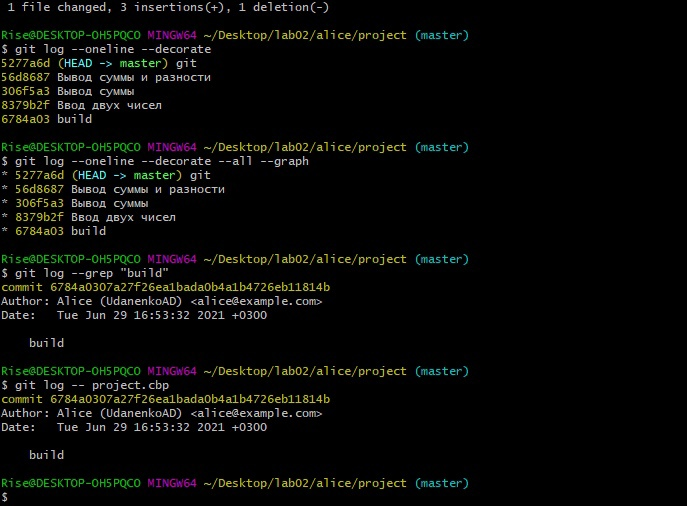 1 file changed, 3 insertions(+), 1 deletion(-)
Rise@DESKTOP-OH5PQCO MINGW64 ~/Desktop/lab02/alice/project (master)
$ git log --oneline --decorate
5277a6d (HEAD -> master) git
56d8687 Вывод суммы и разности
306f5a3 Вывод суммы
8379b2f Ввод двух чисел
6784a03 build
Rise@DESKTOP-OH5PQCO MINGW64 ~/Desktop/lab02/alice/project (master)
$ git log --oneline --decorate --all --graph
* 5277a6d (HEAD -> master) git
* 56d8687 Вывод суммы и разности
* 306f5a3 Вывод суммы
* 8379b2f Ввод двух чисел
* 6784a03 build
Rise@DESKTOP-OH5PQCO MINGW64 ~/Desktop/lab02/alice/project (master)
$ git log --grep "build"
commit 6784a0307a27f26ea1bada0b4a1b4726eb11814b
Author: Alice (UdanenkoAD) <alice@example.com>
Date:   Tue Jun 29 16:53:32 2021 +0300
build
Rise@DESKTOP-OH5PQCO MINGW64 ~/Desktop/lab02/alice/project (master)
$ git log -- project.cbp
commit 6784a0307a27f26ea1bada0b4a1b4726eb11814b
Author: Alice (UdanenkoAD) <alice@example.com>
Date:   Tue Jun 29 16:53:32 2021 +0300
build
Rise@DESKTOP-OH5PQCO MINGW64 ~/Desktop/lab02/alice/project (master)
$